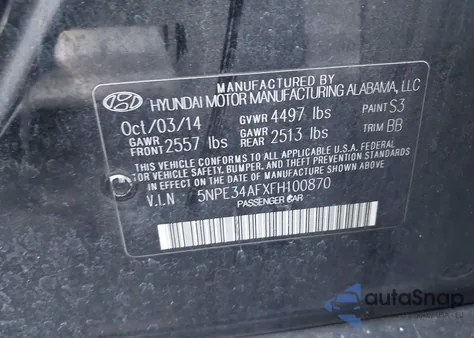 MANUFACTURED BY
HYUNDAI MOTOR MANUFACTURING ALABAMA, LLC
Oct/03/14 GVWR 4497 lbs PAINT S3
GAWR FRONT 2557 lbs GAWR REAR 2513 lbs TRIM BB
THIS VEHICLE CONFORMS TO ALL APPLICABLE U.S.A. FEDERAL
MOTOR VEHICLE SAFETY, BUMPER, AND THEFT PREVENTION
STANDARDS IN EFFECT ON THE DATE OF MANUFACTURE
SHOWN ABOVE.
V.I.N 5NPE34AFXFH100870
PASSENGER CAR
autoSnap